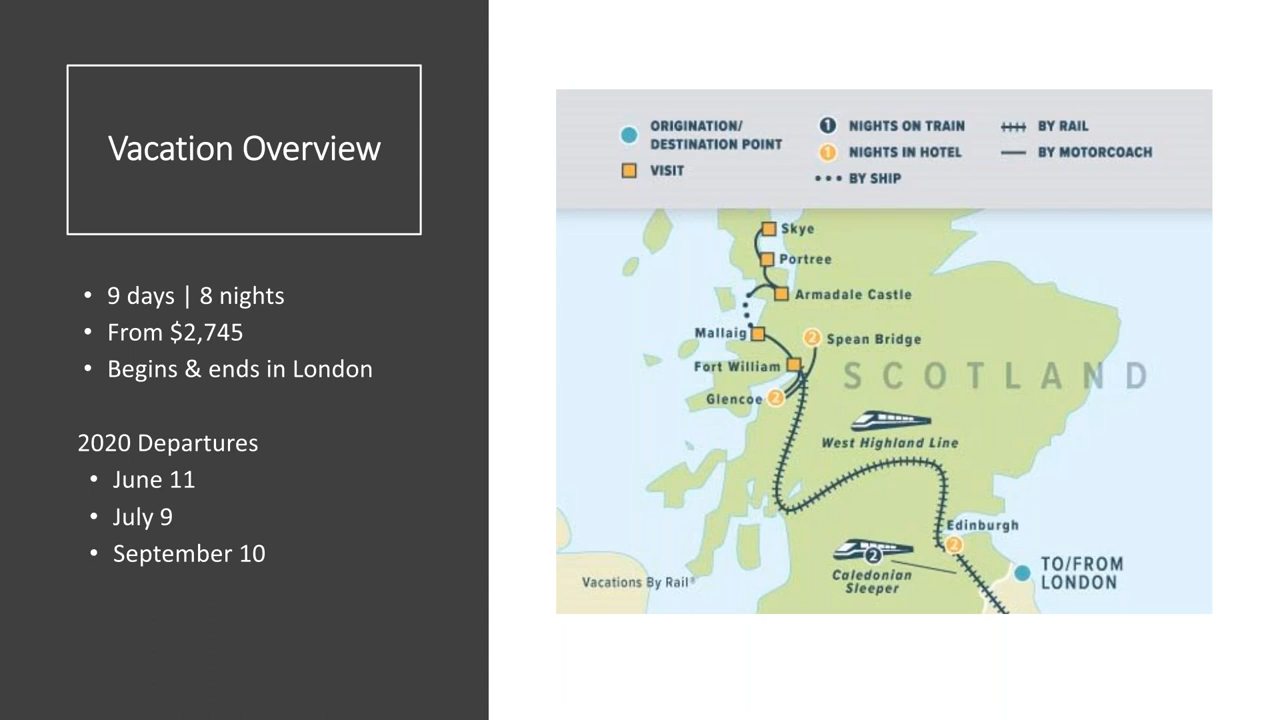 Vacation Overview
• 9 days | 8 nights
• From $2,745
• Begins & ends in London
2020 Departures
• June 11
• July 9
• September 10
ORIGINATION/
DESTINATION POINT
VISIT
1 NIGHTS ON TRAIN
1 NIGHTS IN HOTEL
BY SHIP
BY RAIL
BY MOTORCOACH
Skye
Portree
Armadale Castle
Mallaig
2 Spean Bridge
Fort William
SCOTLAND
Glencoe 2
West Highland Line
Edinburgh
2
2
Caledonian
Sleeper
TO/FROM
LONDON
Vacations By Rail®